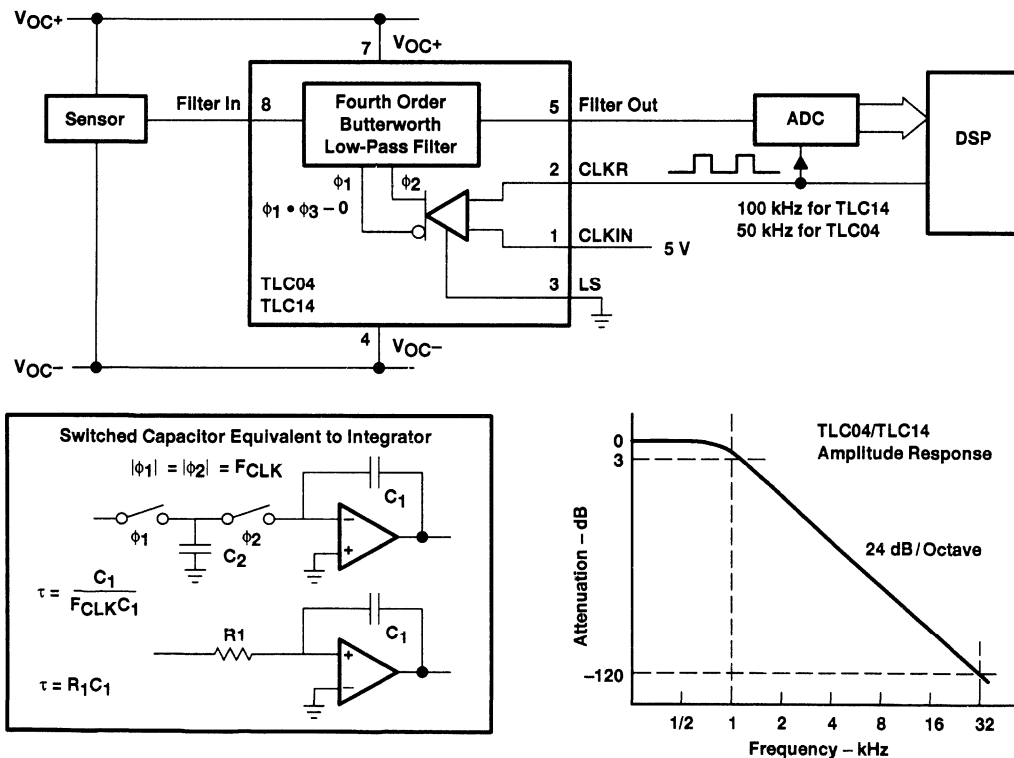 VOC+
7
VOC+
Sensor
Filter In
8
Fourth Order
Butterworth
Low-Pass Filter
5
Filter Out
ADC
DSP
ϕ1
ϕ2
ϕ1 • ϕ3 – 0
2
CLKR
100 kHz for TLC14
50 kHz for TLC04
1
CLKIN
5 V
3
LS
TLC04
TLC14
4
VOC–
VOC–
Switched Capacitor Equivalent to Integrator
|ϕ1| = |ϕ2| = FCLK
C1
ϕ1
ϕ2
C2
–
+
τ = C1 / FCLKC1
R1
C1
+
–
τ = R1C1
TLC04/TLC14
Amplitude Response
0
3
–120
Attenuation – dB
24 dB/Octave
1/2 1 2 4 8 16 32
Frequency – kHz